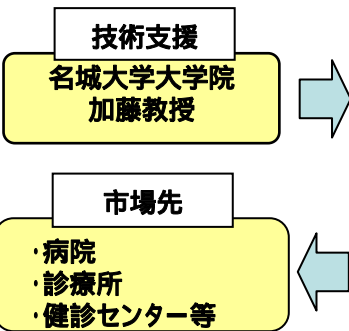 技術支援
名城大学大学院
加藤教授
市場先
・病院
・診療所
・健診センター等